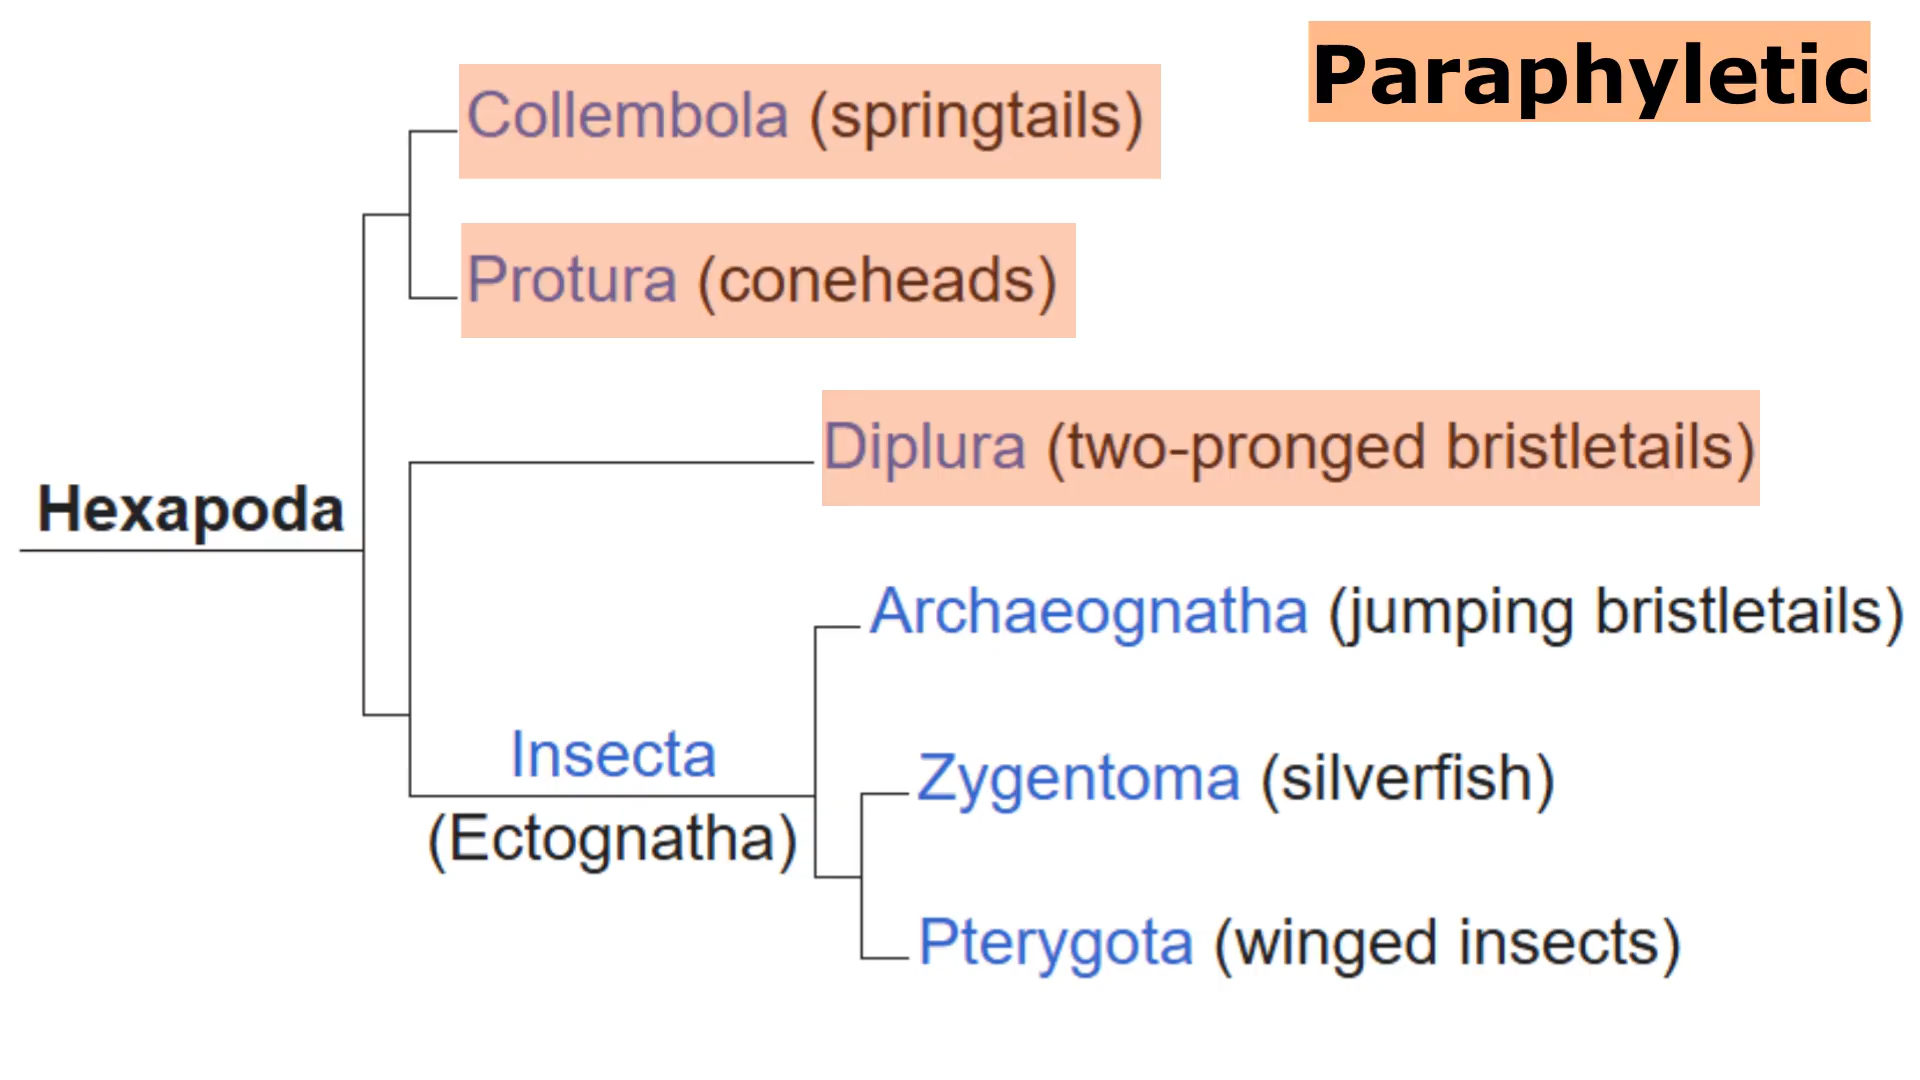 Paraphyletic
Collembola (springtails)
Protura (coneheads)
Diplura (two-pronged bristletails)
Hexapoda
Archaeognatha (jumping bristletails)
Insecta
(Ectognatha)
Zygentoma (silverfish)
Pterygota (winged insects)